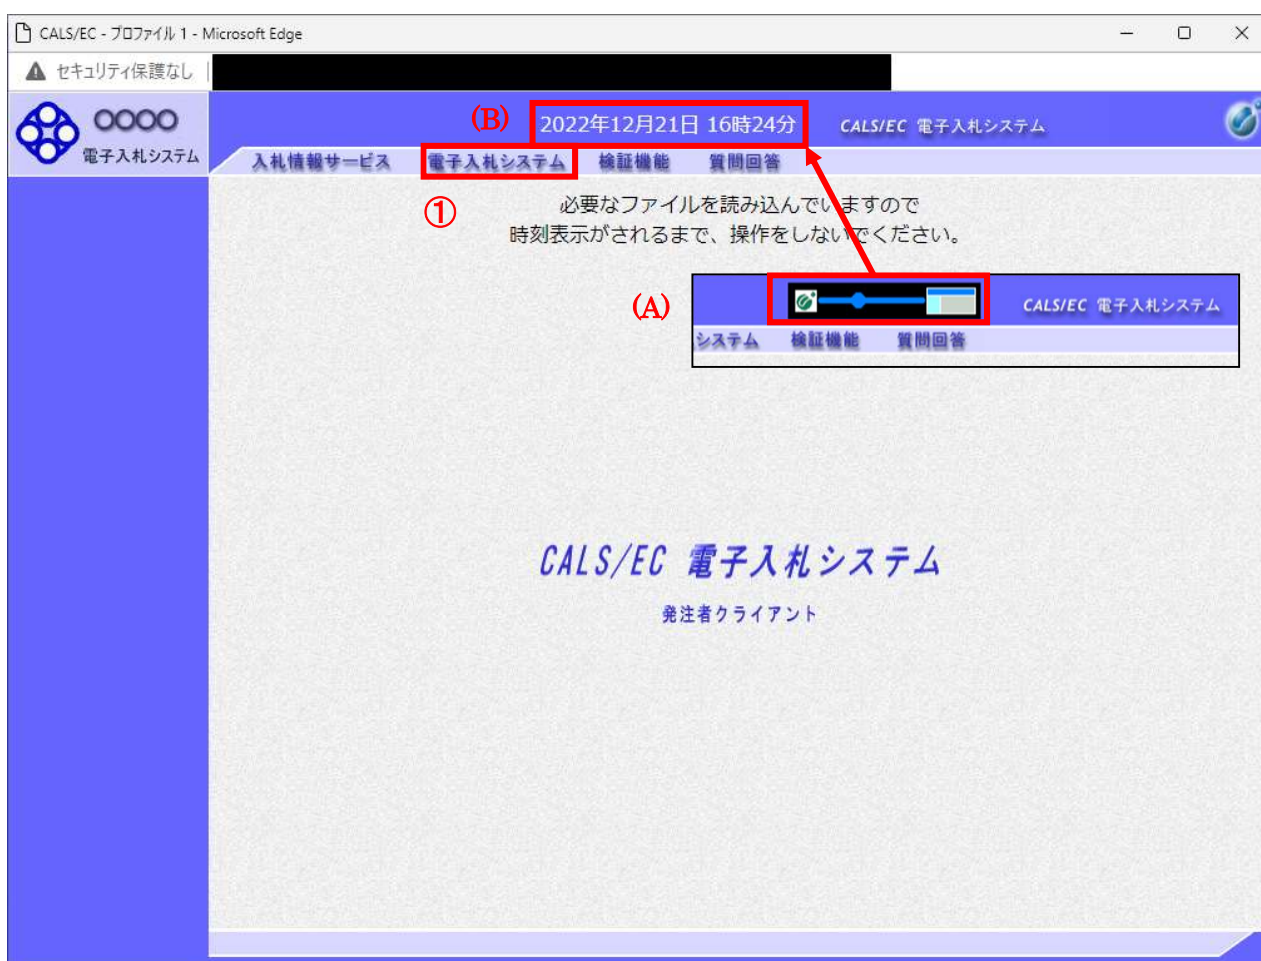 CALS/EC - プロファイル 1 - Microsoft Edge
セキュリティ保護なし
OOOO
電子入札システム
(B)
2022年12月21日 16時24分
CALS/EC 電子入札システム
入札情報サービス 電子入札システム 検証機能 質問回答
①
必要なファイルを読み込んでいますので
時刻表示がされるまで、操作をしないでください。
(A)
CALS/EC 電子入札システム
システム 検証機能 質問回答
CALS/EC 電子入札システム
発注者クライアント